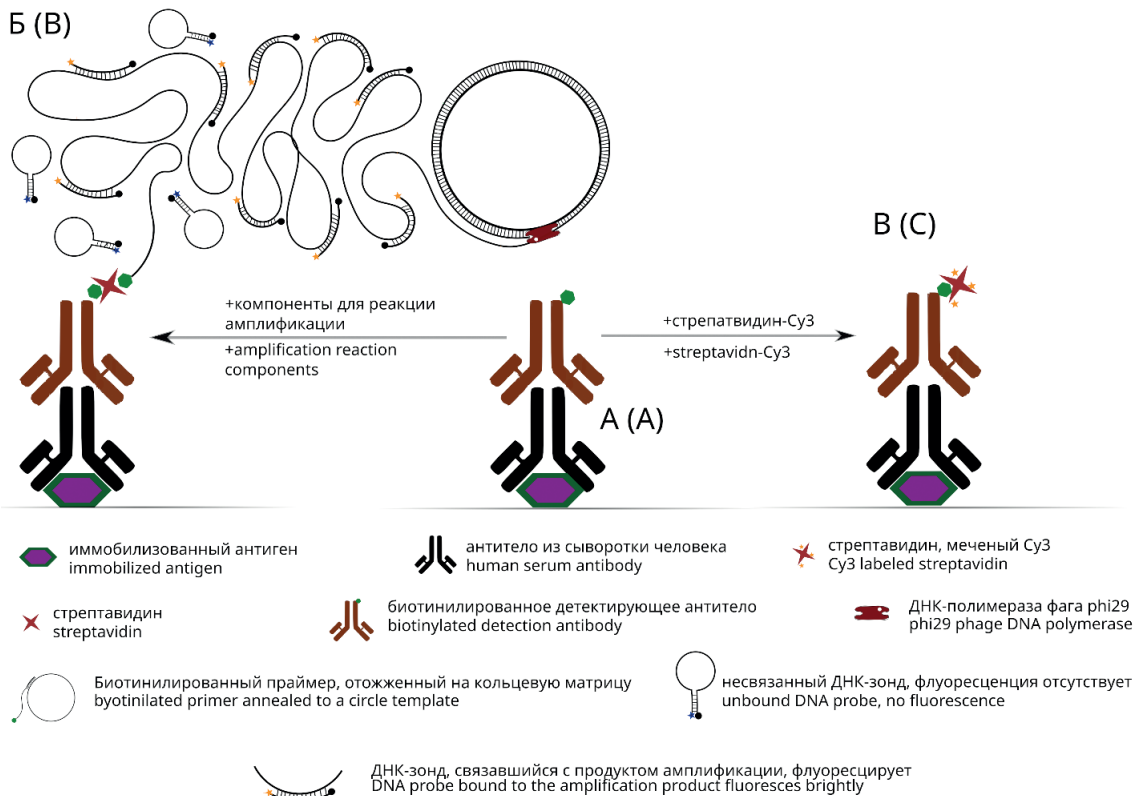 Б (B)
В (C)
+компоненты для реакции
амплификации
+amplification reaction
components
+стрепатвидин-Cy3
+streptavidn-Cy3
А (A)
иммобилизованный антиген
immobilized antigen
антитело из сыворотки человека
human serum antibody
стрептавидин, меченый Cy3
Cy3 labeled streptavidin
стрептавидин
streptavidin
биотинилированное детектирующее антитело
biotinylated detection antibody
ДНК-полимераза фага phi29
phi29 phage DNA polymerase
Биотинилированный праймер, отожженный на кольцевую матрицу
byotinilated primer annealed to a circle template
несвязанный ДНК-зонд, флуоресценция отсутствует
unbound DNA probe, no fluorescence
ДНК-зонд, связавшийся с продуктом амплификации, флуоресцирует
DNA probe bound to the amplification product fluoresces brightly